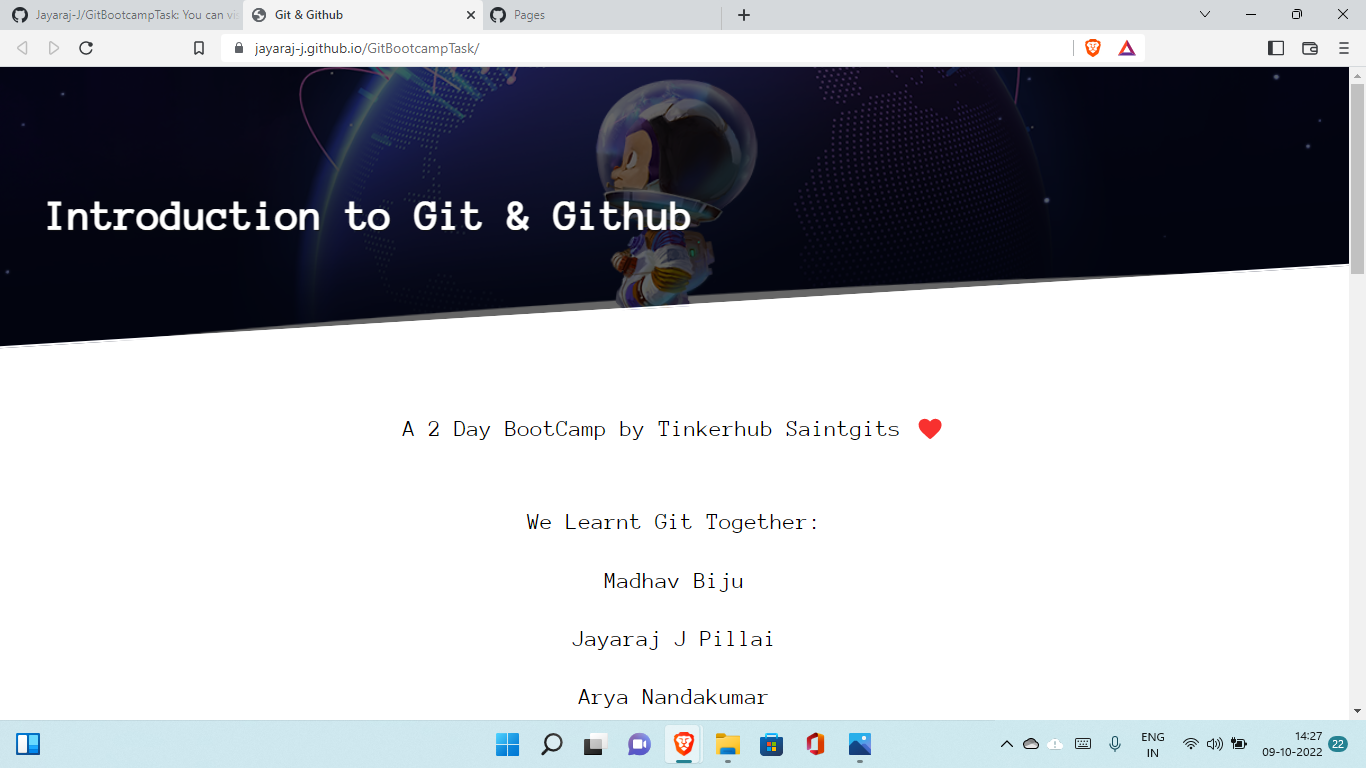 Jayaraj-J/GitBootcampTask: You can vi
Git & Github
Pages
jayaraj-j.github.io/GitBootcampTask/
Introduction to Git & Github
A 2 Day BootCamp by Tinkerhub Saintgits ❤
We Learnt Git Together:
Madhav Biju
Jayaraj J Pillai
Arya Nandakumar
ENG
IN
14:27
09-10-2022
22